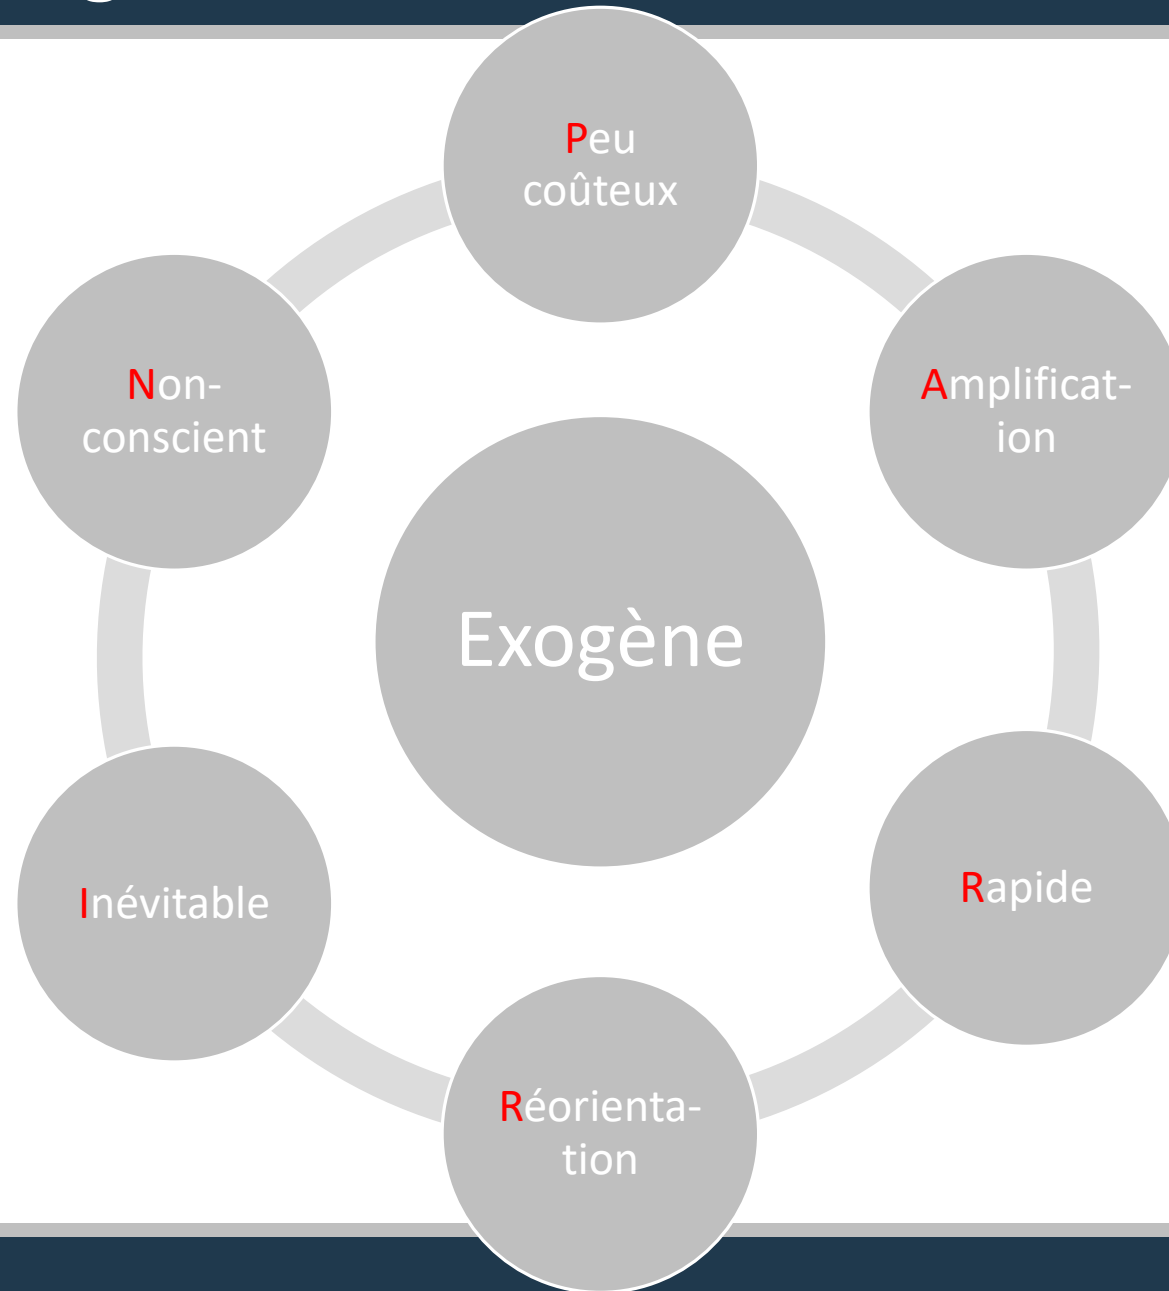 Peu
coûteux
Non-
conscient
Amplificat-
ion
Exogène
Inévitable
Rapide
Réorienta-
tion